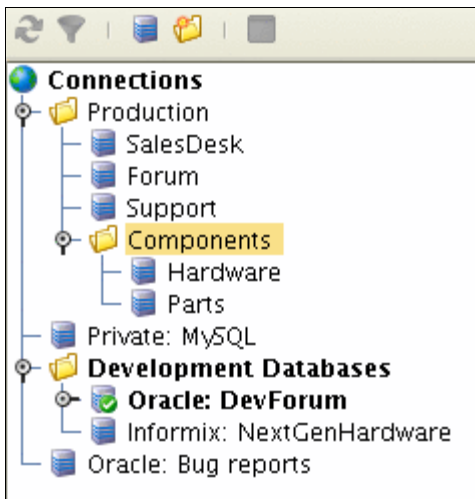 Connections
Production
SalesDesk
Forum
Support
Components
Hardware
Parts
Private: MySQL
Development Databases
Oracle: DevForum
Informix: NextGenHardware
Oracle: Bug reports